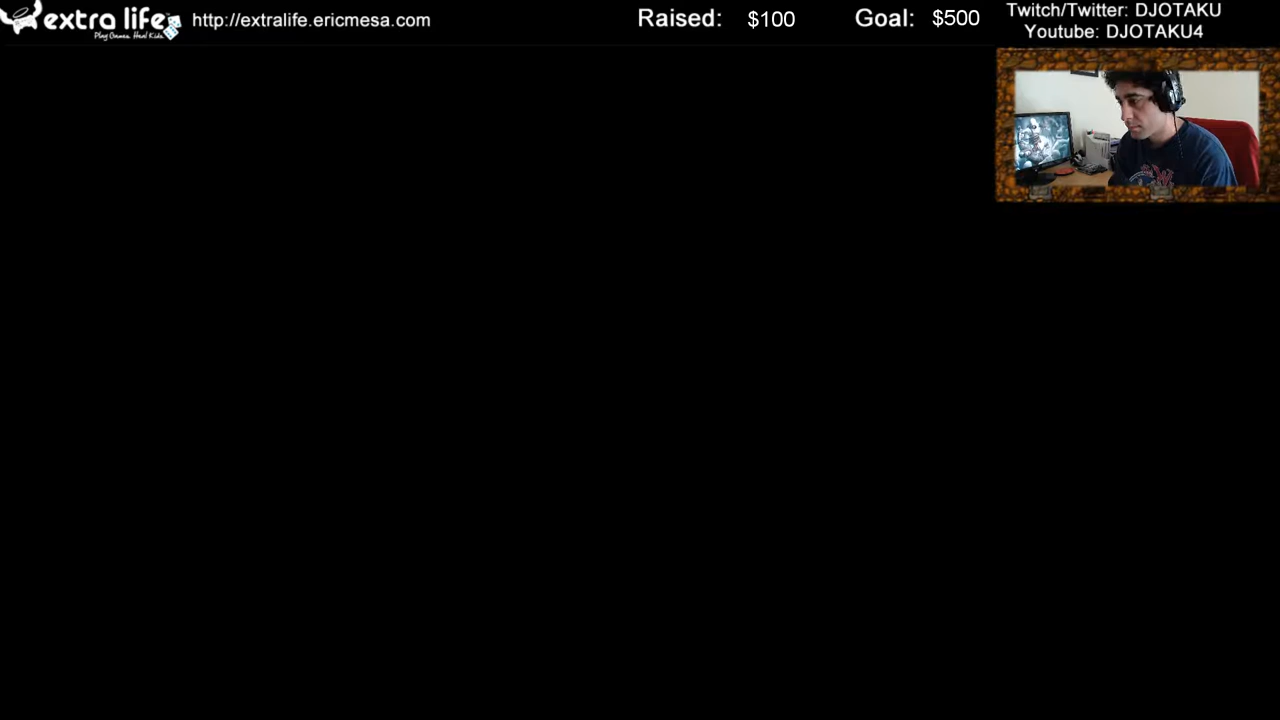 extra life
Play Games. Heal Kids.
http://extralife.ericmesa.com
Raised: $100
Goal: $500
Twitch/Twitter: DJOTAKU
Youtube: DJOTAKU4